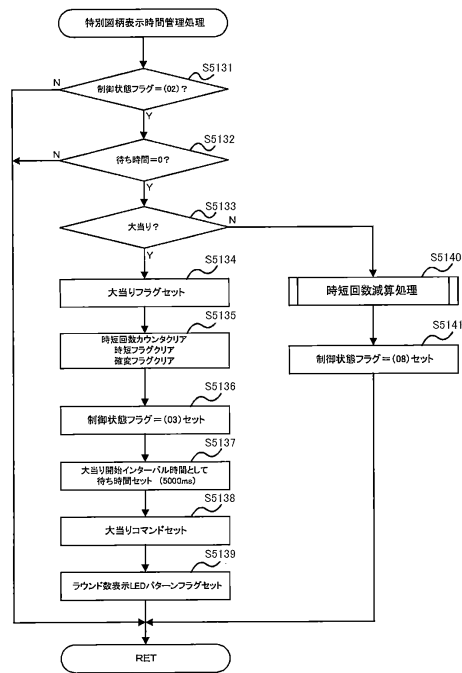 特別図柄表示時間管理処理
S5131
N
制御状態フラグ=(02)?
Y
S5132
N
待ち時間=0?
Y
S5133
N
大当り?
Y
S5134
大当りフラグセット
S5140
時短回数減算処理
S5135
時短回数カウンタクリア
時短フラグクリア
確変フラグクリア
S5141
制御状態フラグ=(08)セット
S5136
制御状態フラグ=(03)セット
S5137
大当り開始インターバル時間として
待ち時間セット (5000ms)
S5138
大当りコマンドセット
S5139
ラウンド数表示LEDパターンフラグセット
RET